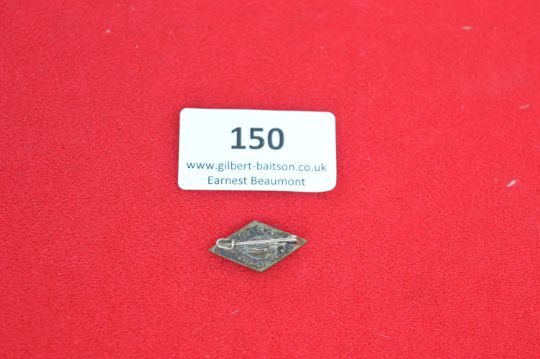 150
www.gilbert-baitson.co.uk
Earnest Beaumont